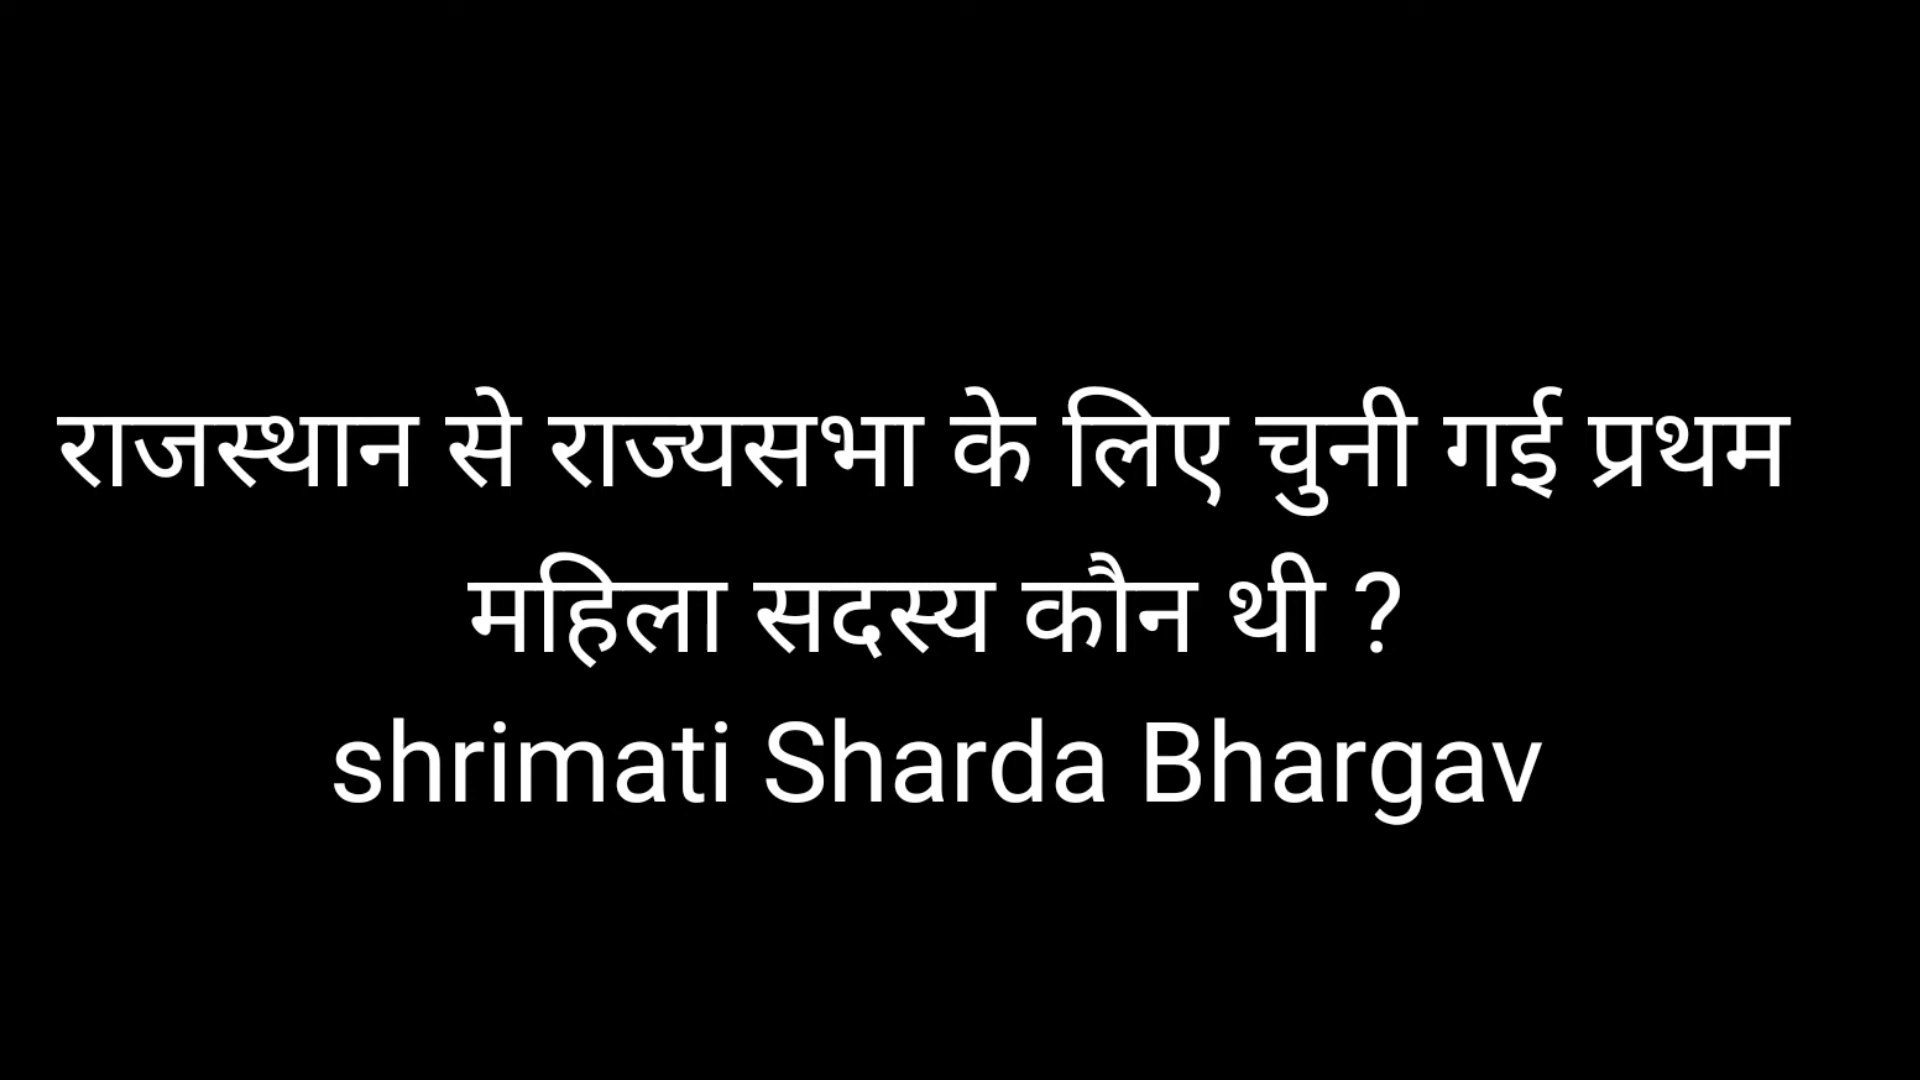 राजस्थान से राज्यसभा के लिए चुनी गई प्रथम
महिला सदस्य कौन थी ?
shrimati Sharda Bhargav